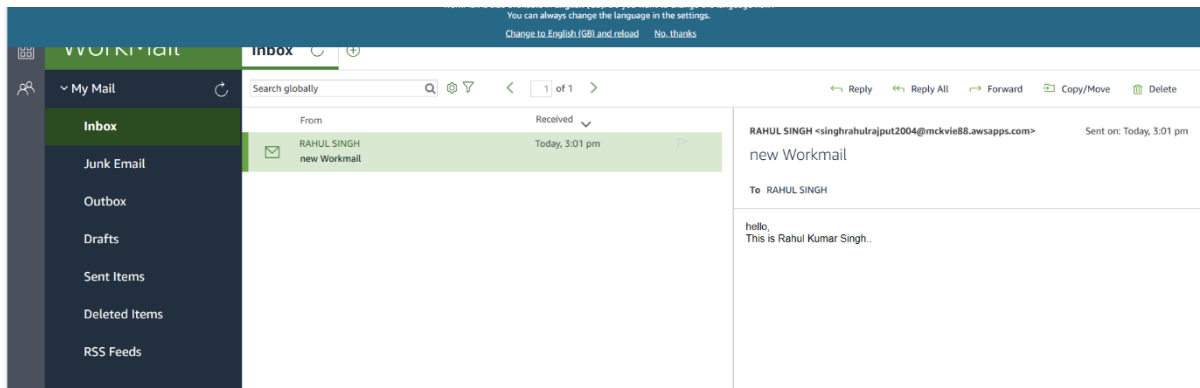 You can always change the language in the settings.
Change to English (GB) and reload No, thanks
WorkMail Inbox
My Mail Search globally 1 of 1 Reply Reply All Forward Copy/Move Delete
Inbox
Junk Email
Outbox
Drafts
Sent Items
Deleted Items
RSS Feeds
From Received
RAHUL SINGH Today, 3:01 pm
new Workmail
RAHUL SINGH <singhrahulrajput2004@mckvie88.awsapps.com> Sent on: Today, 3:01 pm
new Workmail
To RAHUL SINGH
hello,
This is Rahul Kumar Singh..